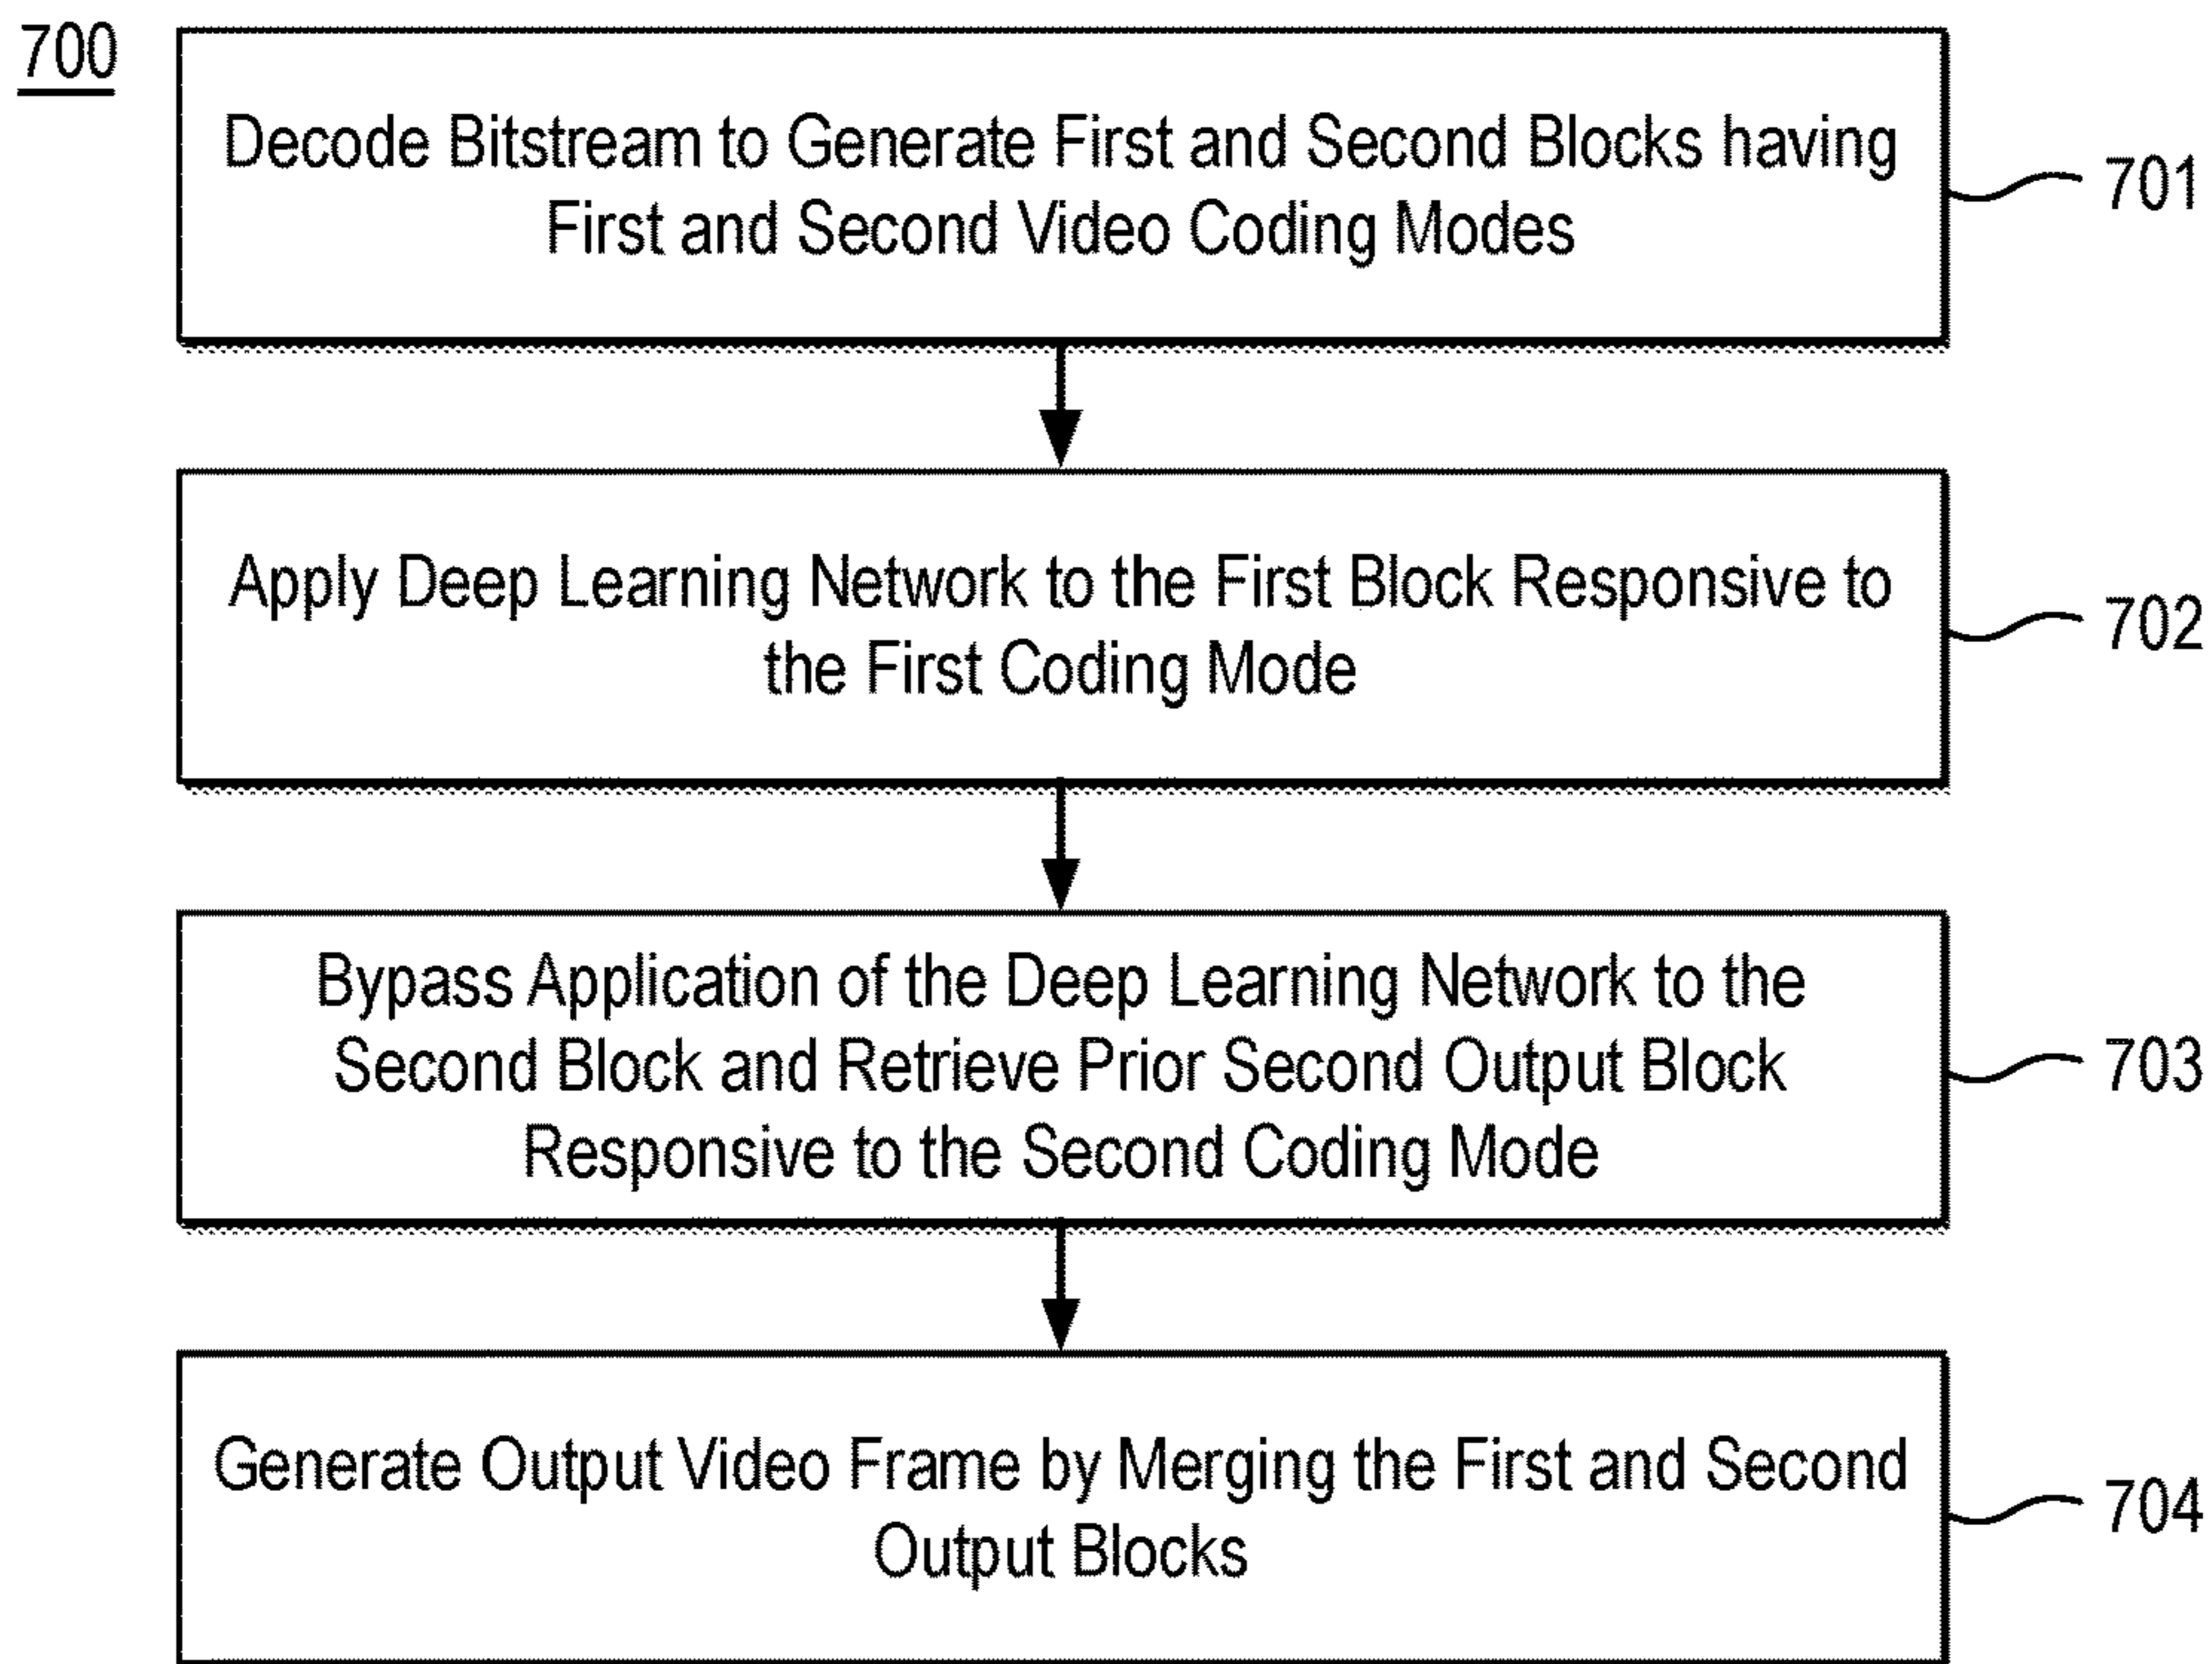 700
Decode Bitstream to Generate First and Second Blocks having
First and Second Video Coding Modes
701
Apply Deep Learning Network to the First Block Responsive to
the First Coding Mode
702
Bypass Application of the Deep Learning Network to the
Second Block and Retrieve Prior Second Output Block
Responsive to the Second Coding Mode
703
Generate Output Video Frame by Merging the First and Second
Output Blocks
704